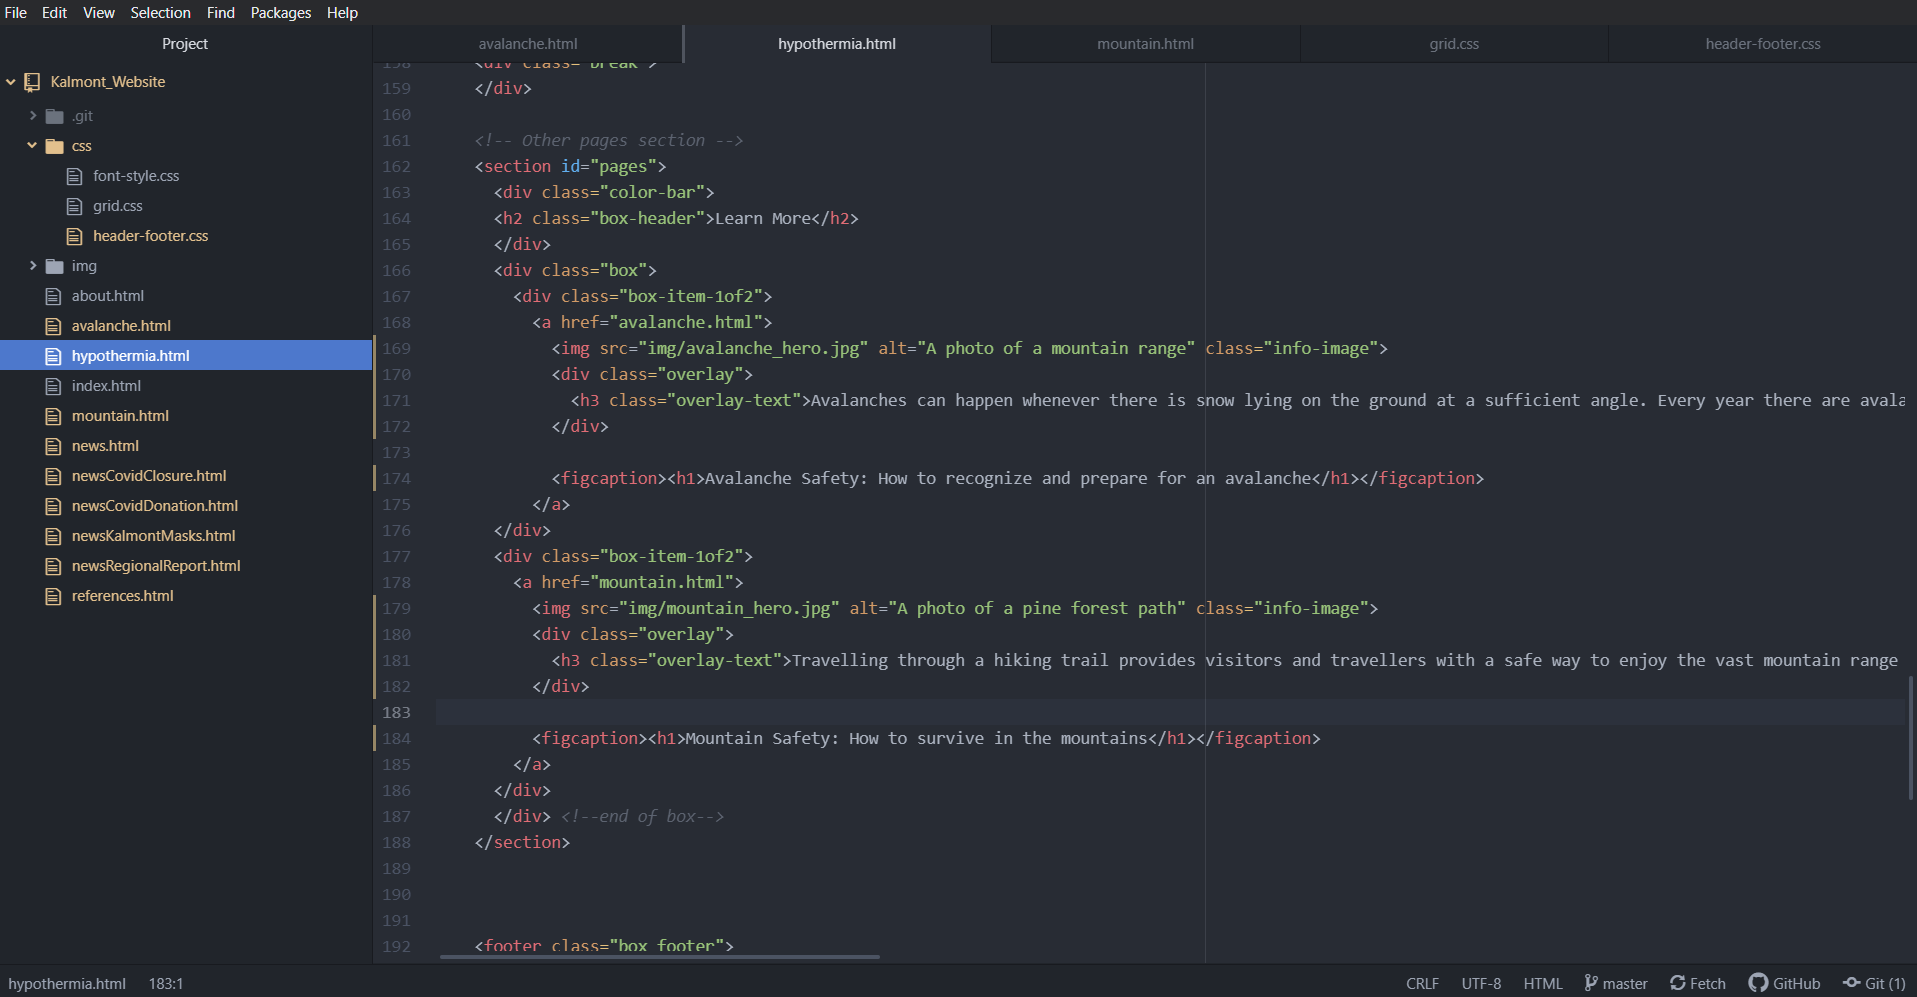 File Edit View Selection Find Packages Help
Project
Kalmont_Website
.git
css
font-style.css
grid.css
header-footer.css
img
about.html
avalanche.html
hypothermia.html
index.html
mountain.html
news.html
newsCovidClosure.html
newsCovidDonation.html
newsKalmontMasks.html
newsRegionalReport.html
references.html
avalanche.html hypothermia.html mountain.html grid.css header-footer.css
158 <div class="break">
159 </div>
160
161 <!-- Other pages section -->
162 <section id="pages">
163 <div class="color-bar">
164 <h2 class="box-header">Learn More</h2>
165 </div>
166 <div class="box">
167 <div class="box-item-1of2">
168 <a href="avalanche.html">
169 <img src="img/avalanche_hero.jpg" alt="A photo of a mountain range" class="info-image">
170 <div class="overlay">
171 <h3 class="overlay-text">Avalanches can happen whenever there is snow lying on the ground at a sufficient angle. Every year there are avala
172 </div>
173
174 <figcaption><h1>Avalanche Safety: How to recognize and prepare for an avalanche</h1></figcaption>
175 </a>
176 </div>
177 <div class="box-item-1of2">
178 <a href="mountain.html">
179 <img src="img/mountain_hero.jpg" alt="A photo of a pine forest path" class="info-image">
180 <div class="overlay">
181 <h3 class="overlay-text">Travelling through a hiking trail provides visitors and travellers with a safe way to enjoy the vast mountain range
182 </div>
183
184 <figcaption><h1>Mountain Safety: How to survive in the mountains</h1></figcaption>
185 </a>
186 </div>
187 </div> <!--end of box-->
188 </section>
189
190
191
192 <footer class="box footer">
hypothermia.html 183:1 CRLF UTF-8 HTML master Fetch GitHub Git (1)